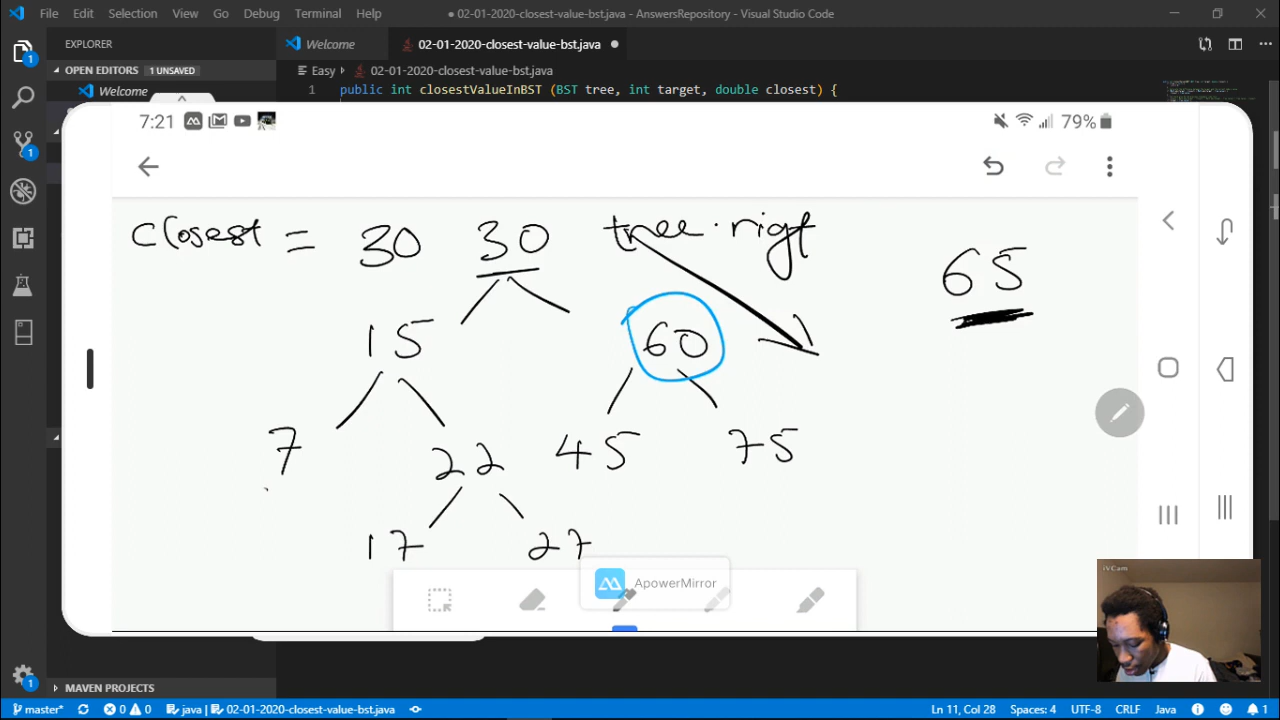 File Edit Selection View Go Debug Terminal Help
● 02-01-2020-closest-value-bst.java - AnswersRepository - Visual Studio Code
EXPLORER
OPEN EDITORS 1 UNSAVED
Welcome
Welcome 02-01-2020-closest-value-bst.java ●
Easy 02-01-2020-closest-value-bst.java
1 public int closestValueInBST (BST tree, int target, double closest) {
7:21 79%
closest = 30 30 tree.rigt
65
15 60
7 22 45 75
17 27
ApowerMirror
iVCam
MAVEN PROJECTS
master* 0 0 java | 02-01-2020-closest-value-bst.java Ln 11, Col 28 Spaces: 4 UTF-8 CRLF Java 1